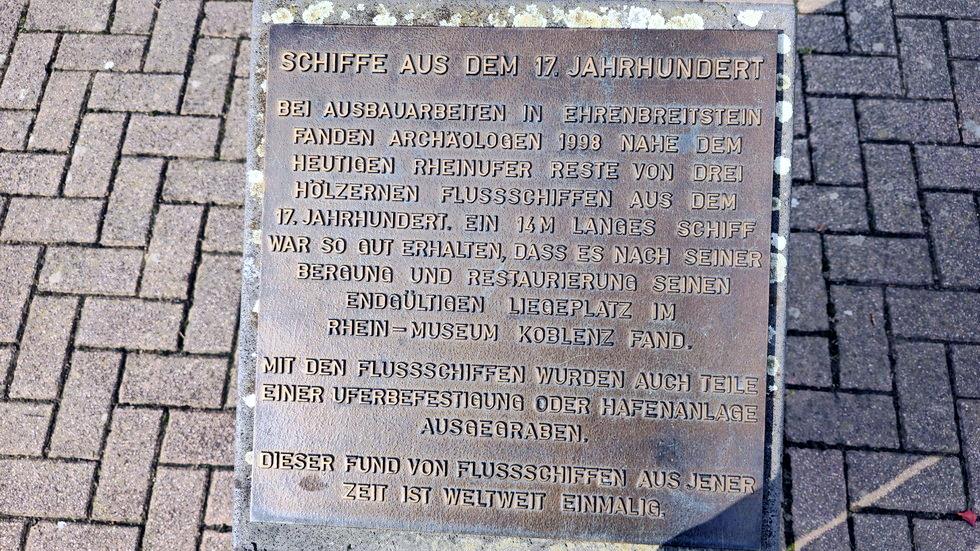 SCHIFFE AUS DEM 17. JAHRHUNDERT
BEI AUSBAUARBEITEN IN EHRENBREITSTEIN
FANDEN ARCHÄOLOGEN 1998 NAHE DEM
HEUTIGEN RHEINUFER RESTE VON DREI
HÖLZERNEN FLUSSSCHIFFEN AUS DEM
17. JAHRHUNDERT. EIN 14 M LANGES SCHIFF
WAR SO GUT ERHALTEN, DASS ES NACH SEINER
BERGUNG UND RESTAURIERUNG SEINEN
ENDGÜLTIGEN LIEGEPLATZ IM
RHEIN-MUSEUM KOBLENZ FAND.
MIT DEN FLUSSSCHIFFEN WURDEN AUCH TEILE
EINER UFERBEFESTIGUNG ODER HAFENANLAGE
AUSGEGRABEN.
DIESER FUND VON FLUSSSCHIFFEN AUS JENER
ZEIT IST WELTWEIT EINMALIG.